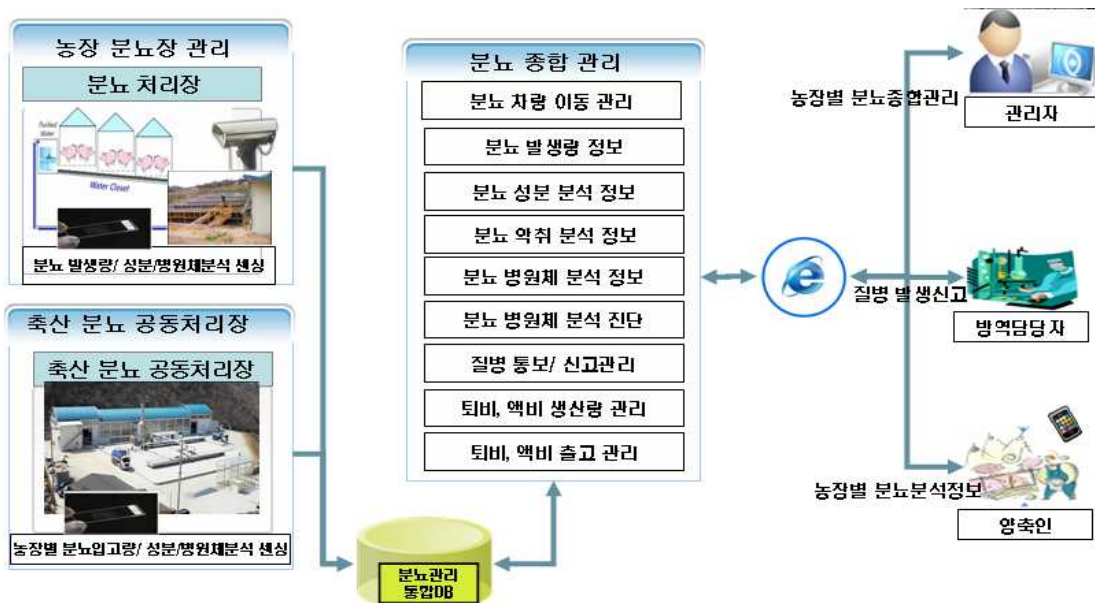 농장 분뇨장 관리
분뇨 처리장
Purified
Water
Water Closet
분뇨 발생량/ 성분/병원체분석 센싱
축산 분뇨 공동처리장
축산 분뇨 공동처리장
농장별 분뇨입고량/ 성분/병원체분석 센싱
분뇨 종합 관리
분뇨 차량 이동 관리
분뇨 발생량 정보
분뇨 성분 분석 정보
분뇨 악취 분석 정보
분뇨 병원체 분석 정보
분뇨 병원체 분석 진단
질병 통보/ 신고관리
퇴비, 액비 생산량 관리
퇴비, 액비 출고 관리
분뇨관리
통합DB
농장별 분뇨종합관리
관리자
질병 발생신고
방역담당자
농장별 분뇨분석정보
양축인